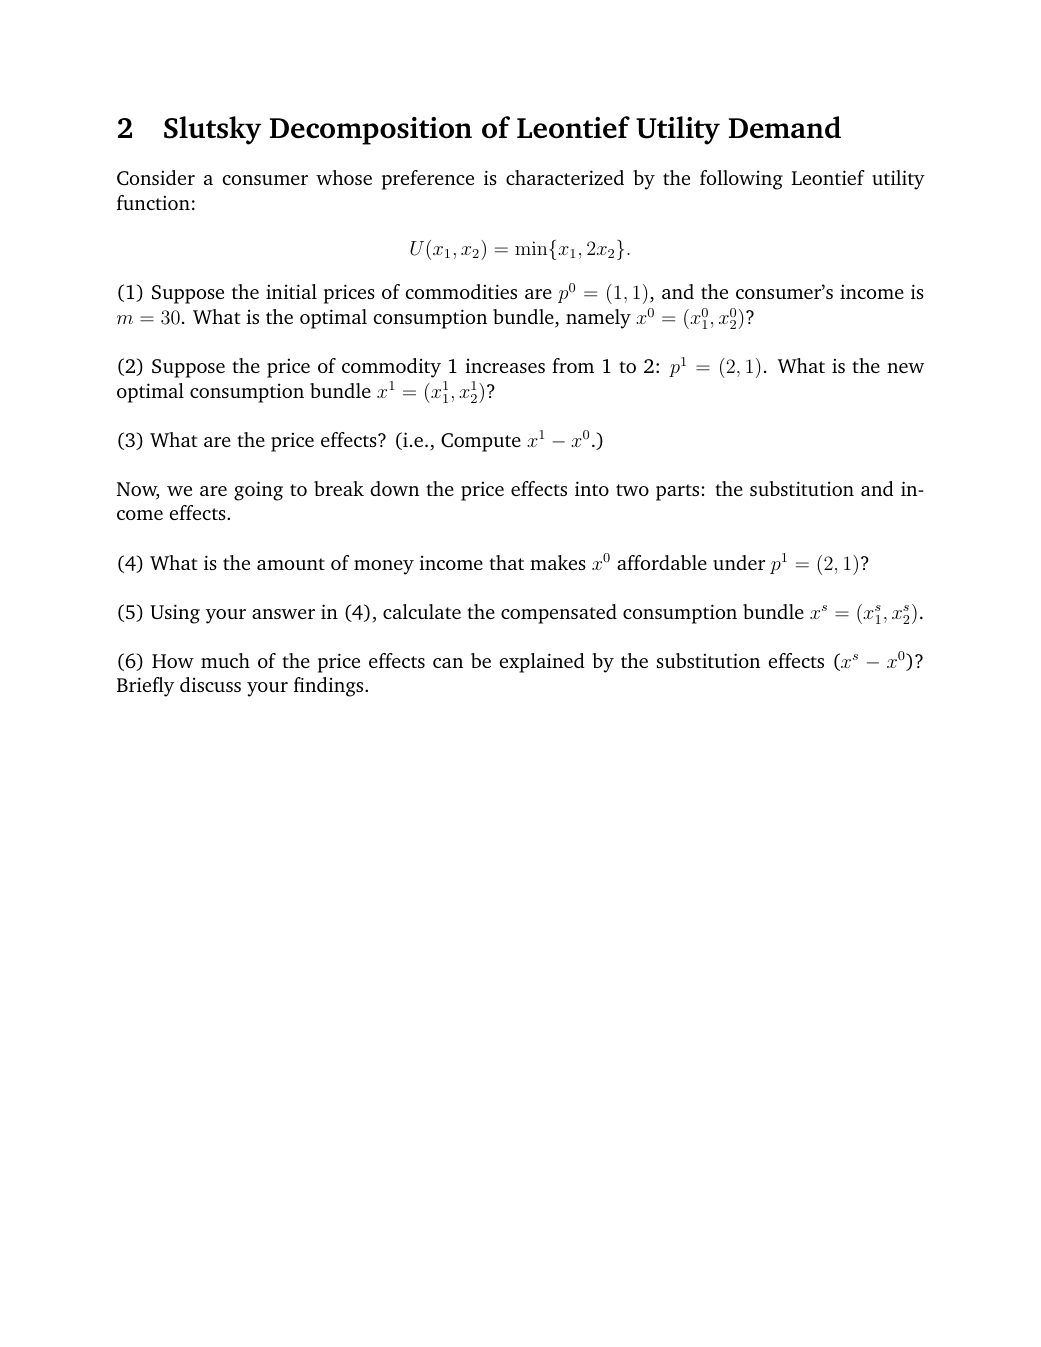 2 Slutsky Decomposition of Leontief Utility Demand
Consider a consumer whose preference is characterized by the following Leontief utility
function:
U(x₁, x₂) = min{x₁, 2x₂}.
(1) Suppose the initial prices of commodities are p⁰ = (1, 1), and the consumer's income is
m = 30. What is the optimal consumption bundle, namely x⁰ = (x₁⁰, x₂⁰)?
(2) Suppose the price of commodity 1 increases from 1 to 2: p¹ = (2, 1). What is the new
optimal consumption bundle x¹ = (x₁¹, x₂¹)?
(3) What are the price effects? (i.e., Compute x¹ − x⁰.)
Now, we are going to break down the price effects into two parts: the substitution and in-
come effects.
(4) What is the amount of money income that makes x⁰ affordable under p¹ = (2, 1)?
(5) Using your answer in (4), calculate the compensated consumption bundle xˢ = (x₁ˢ, x₂ˢ).
(6) How much of the price effects can be explained by the substitution effects (xˢ − x⁰)?
Briefly discuss your findings.